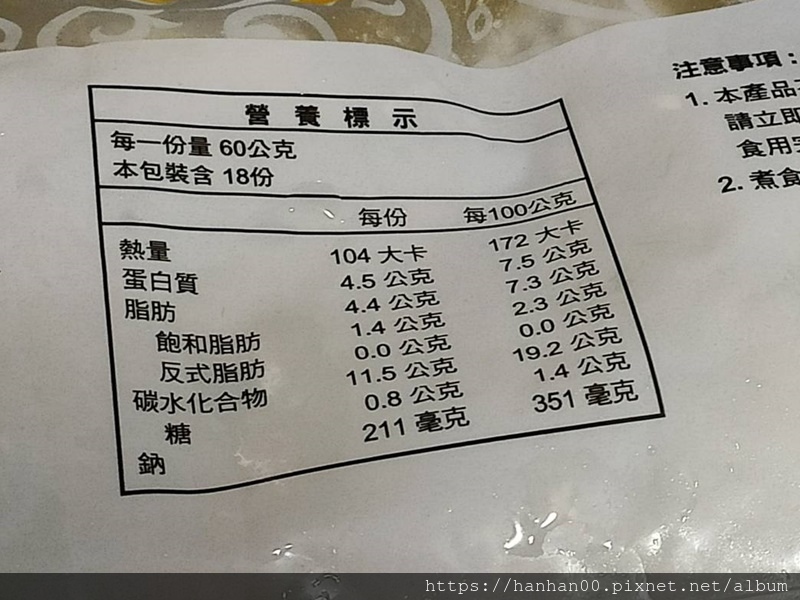 營養標示
每一份量 60公克
本包裝含 18份
每份 每100公克
熱量 104 大卡 172 大卡
蛋白質 4.5 公克 7.5 公克
脂肪 4.4 公克 7.3 公克
飽和脂肪 1.4 公克 2.3 公克
反式脂肪 0.0 公克 0.0 公克
碳水化合物 11.5 公克 19.2 公克
糖 0.8 公克 1.4 公克
鈉 211 毫克 351 毫克
注意事項：
1. 本產品
請立即
食用
2. 煮食
https://hanhan00.pixnet.net/album